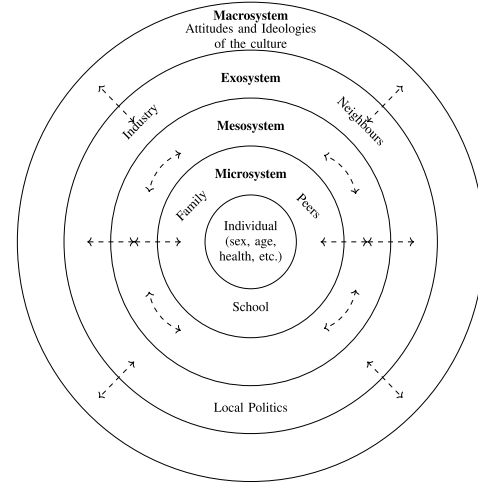 Macrosystem
Attitudes and Ideologies
of the culture
Exosystem
Industry
Neighbours
Mesosystem
Microsystem
Family
Peers
Individual
(sex, age,
health, etc.)
School
Local Politics